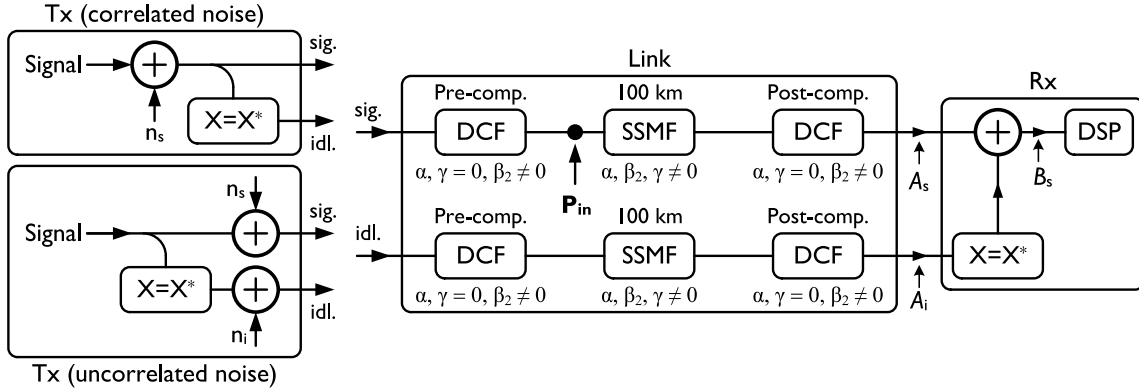 Tx (correlated noise)
Signal
+
nₛ
X=X*
sig.
idl.
Signal
X=X*
nₛ
+
+
nᵢ
sig.
idl.
Tx (uncorrelated noise)
Link
sig.
Pre-comp.
DCF
α, γ = 0, β₂ ≠ 0
P_in
100 km
SSMF
α, β₂, γ ≠ 0
Post-comp.
DCF
α, γ = 0, β₂ ≠ 0
idl.
Pre-comp.
DCF
α, γ = 0, β₂ ≠ 0
100 km
SSMF
α, β₂, γ ≠ 0
Post-comp.
DCF
α, γ = 0, β₂ ≠ 0
Aₛ
Aᵢ
Rx
+
Bₛ
DSP
X=X*